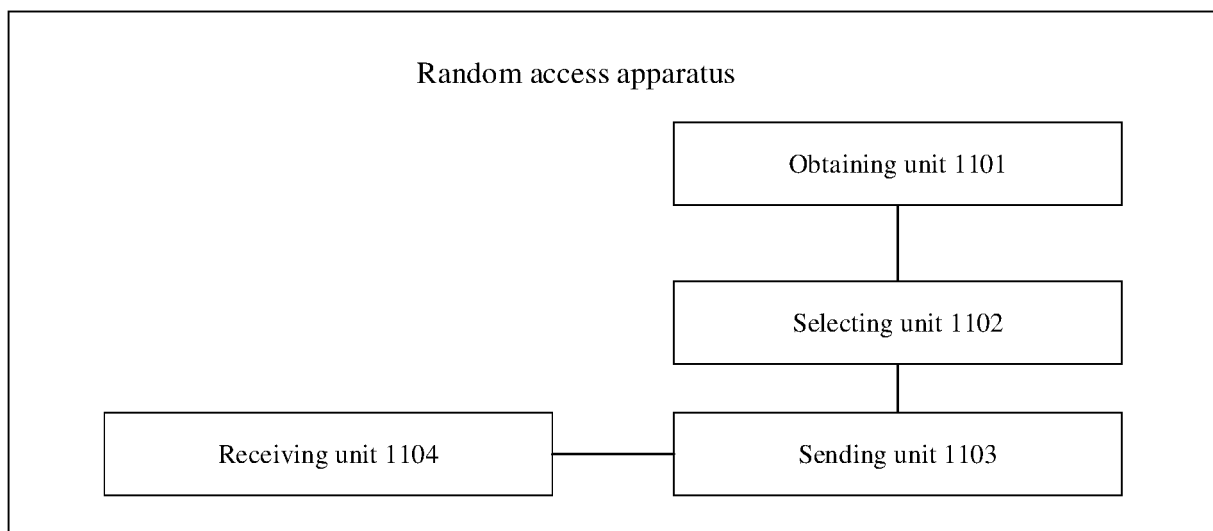 Random access apparatus
Obtaining unit 1101
Selecting unit 1102
Receiving unit 1104
Sending unit 1103